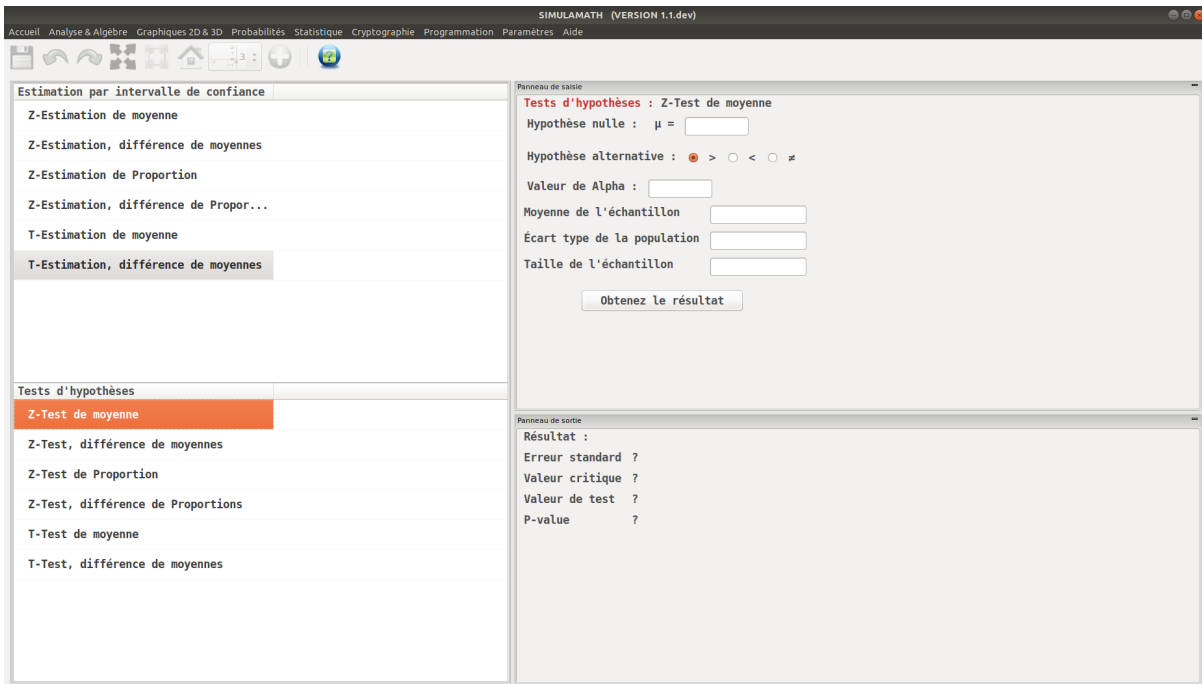 SIMULAMATH (VERSION 1.1.dev)
Accueil Analyse & Algèbre Graphiques 2D & 3D Probabilités Statistique Cryptographie Programmation Paramètres Aide
3
Estimation par intervalle de confiance
Z-Estimation de moyenne
Z-Estimation, différence de moyennes
Z-Estimation de Proportion
Z-Estimation, différence de Propor...
T-Estimation de moyenne
T-Estimation, différence de moyennes
Tests d'hypothèses
Z-Test de moyenne
Z-Test, différence de moyennes
Z-Test de Proportion
Z-Test, différence de Proportions
T-Test de moyenne
T-Test, différence de moyennes
Panneau de saisie
Tests d'hypothèses : Z-Test de moyenne
Hypothèse nulle : μ =
Hypothèse alternative : > < ≠
Valeur de Alpha :
Moyenne de l'échantillon
Écart type de la population
Taille de l'échantillon
Obtenez le résultat
Panneau de sortie
Résultat :
Erreur standard ?
Valeur critique ?
Valeur de test ?
P-value ?